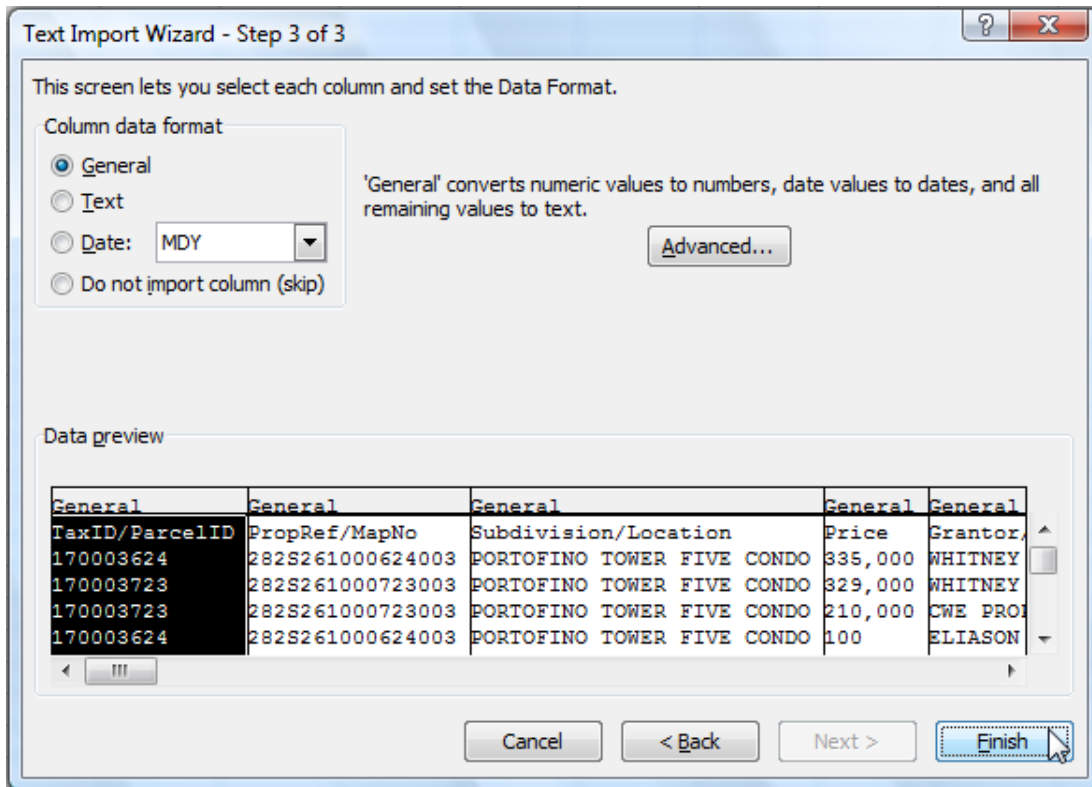 Text Import Wizard - Step 3 of 3
?
This screen lets you select each column and set the Data Format.
Column data format
General
Text
Date: MDY
Do not import column (skip)
'General' converts numeric values to numbers, date values to dates, and all
remaining values to text.
Advanced...
Data preview
General General General General General
TaxID/ParcelID PropRef/MapNo Subdivision/Location Price Grantor/
170003624 282S261000624003 PORTOFINO TOWER FIVE CONDO 335,000 WHITNEY
170003723 282S261000723003 PORTOFINO TOWER FIVE CONDO 329,000 WHITNEY
170003723 282S261000723003 PORTOFINO TOWER FIVE CONDO 210,000 CWE
170003624 282S261000624003 PORTOFINO TOWER FIVE CONDO 100 ELIASON
Cancel < Back Next > Finish